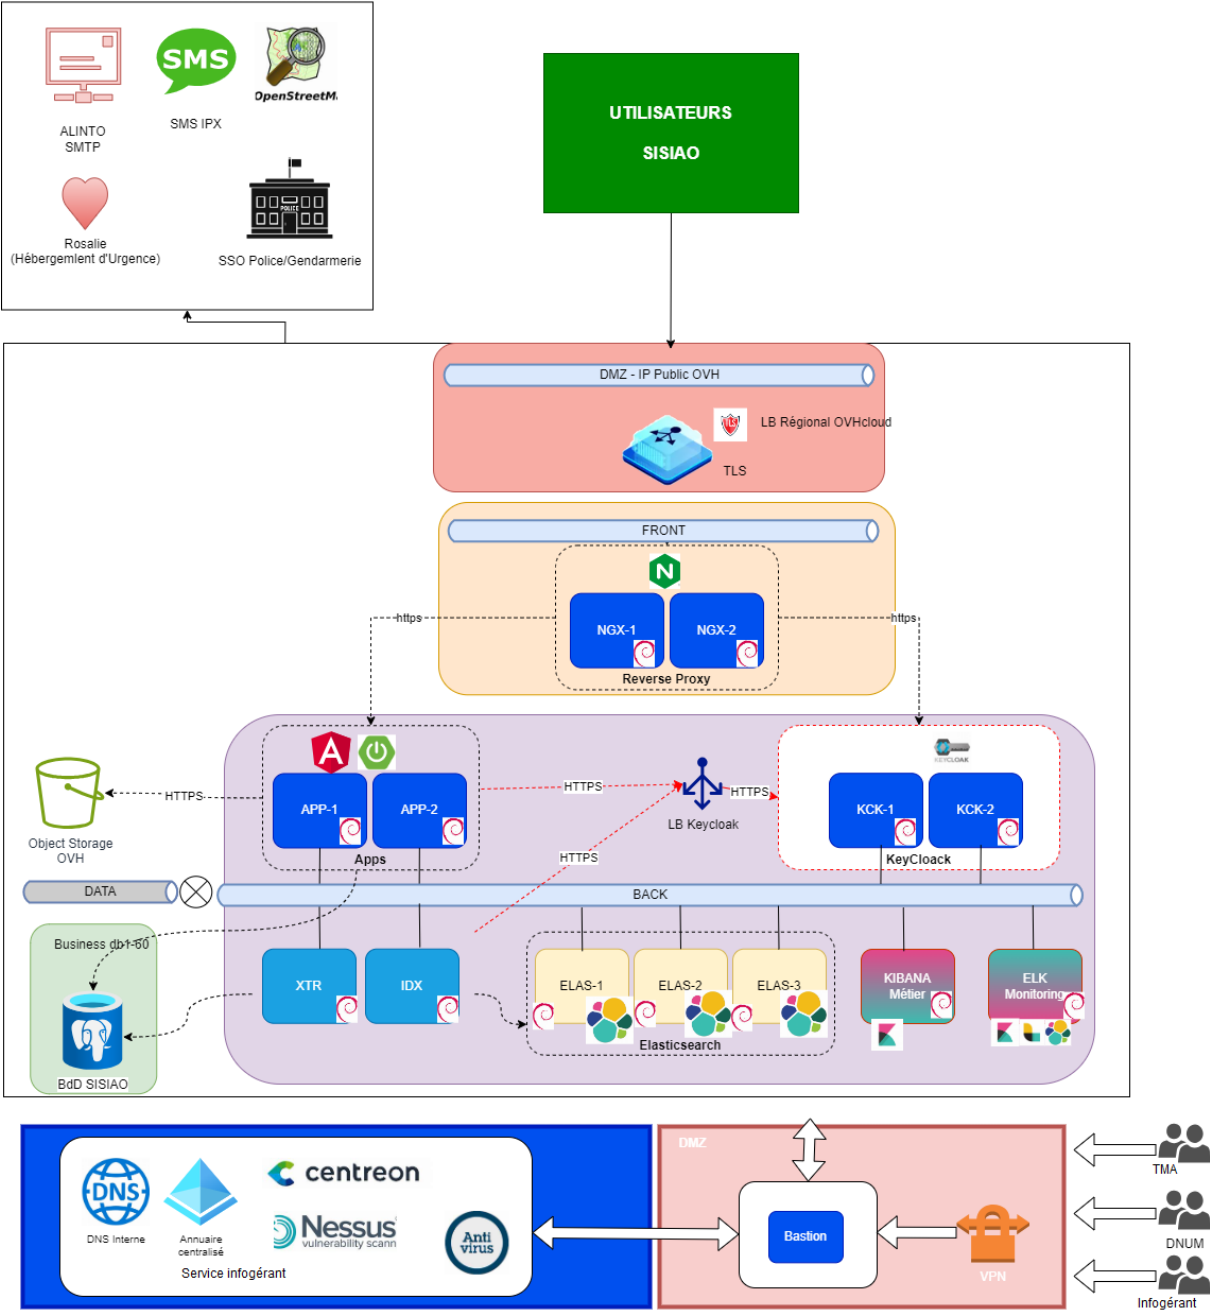 SMS
OpenStreetM
ALINTO
SMTP
SMS IPX
POLICE
Rosalie
(Hébergemlent d'Urgence)
SSO Police/Gendarmerie
UTILISATEURS
SISIAO
DMZ - IP Public OVH
LB Régional OVHcloud
TLS
FRONT
NGX-1
NGX-2
Reverse Proxy
https
https
APP-1
APP-2
Apps
HTTPS
HTTPS
HTTPS
HTTPS
LB Keycloak
KEYCLOAK
KCK-1
KCK-2
KeyCloack
Object Storage
OVH
DATA
BACK
Business db1-60
BdD SISIAO
XTR
IDX
ELAS-1
ELAS-2
ELAS-3
Elasticsearch
KIBANA
Métier
ELK
Monitoring
DNS
DNS Interne
Annuaire
centralisé
centreon
Nessus
vulnerability scann
Anti
virus
Service infogérant
DMZ
Bastion
VPN
TMA
DNUM
Infogérant